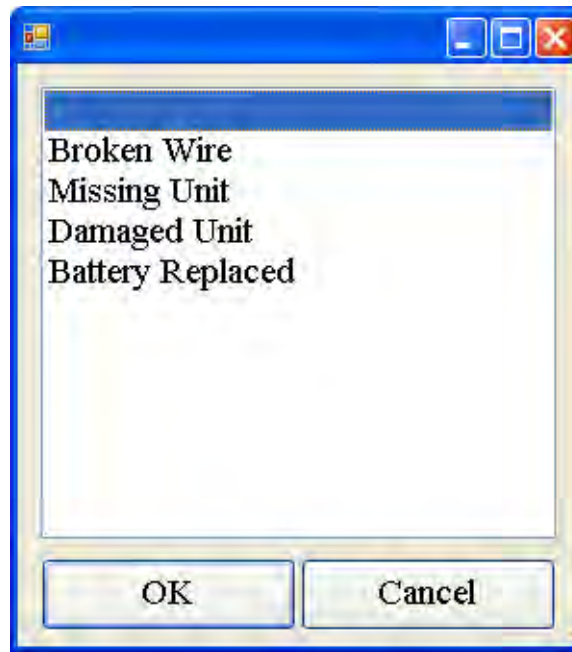 Broken Wire
Missing Unit
Damaged Unit
Battery Replaced
OK
Cancel